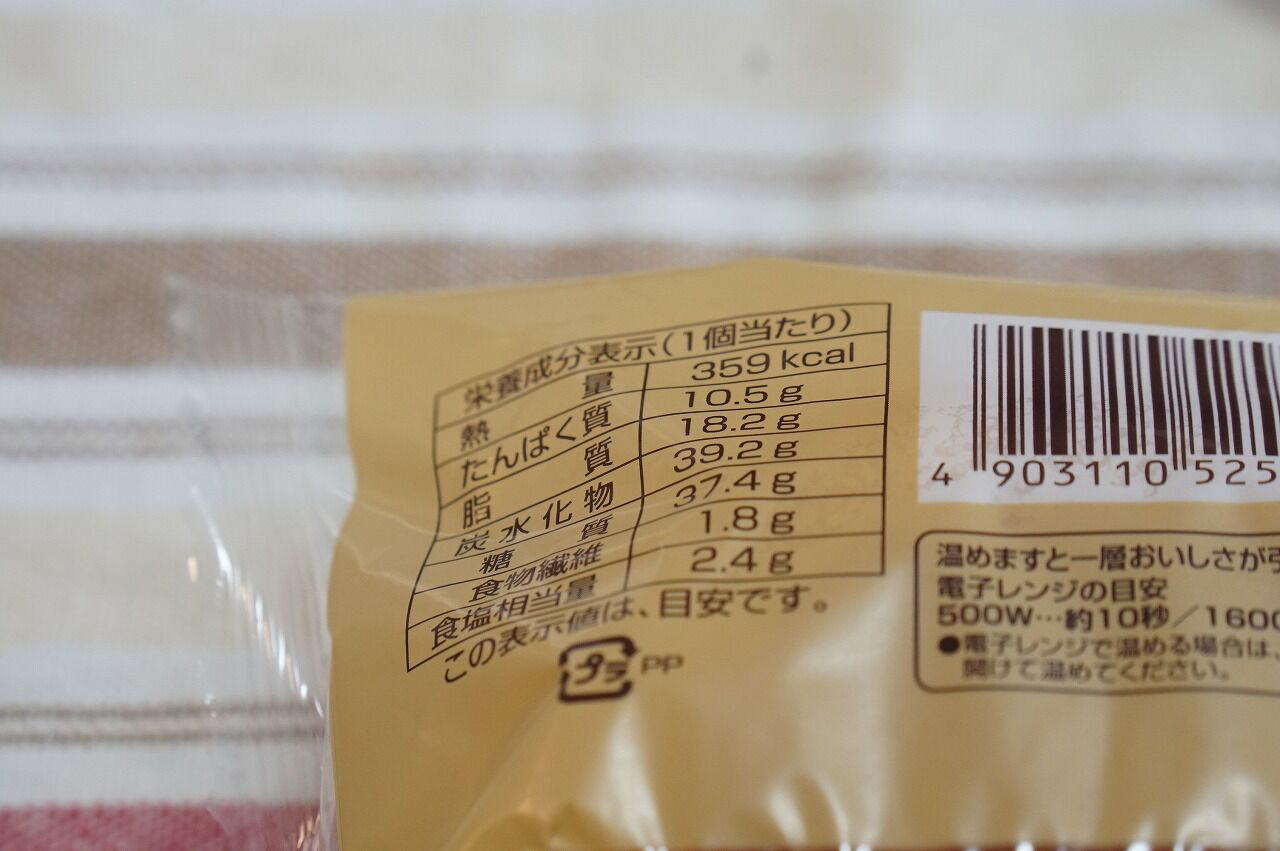 栄養成分表示(1個当たり)
熱量 359kcal
たんぱく質 10.5g
脂質 18.2g
炭水化物 39.2g
糖質 37.4g
食物繊維 1.8g
食塩相当量 2.4g
この表示値は、目安です。
プラ PP
4 903110 525
温めますと一層おいしさが引
電子レンジの目安
500W…約10秒/1600
●電子レンジで温める場合は、
開けて温めてください。